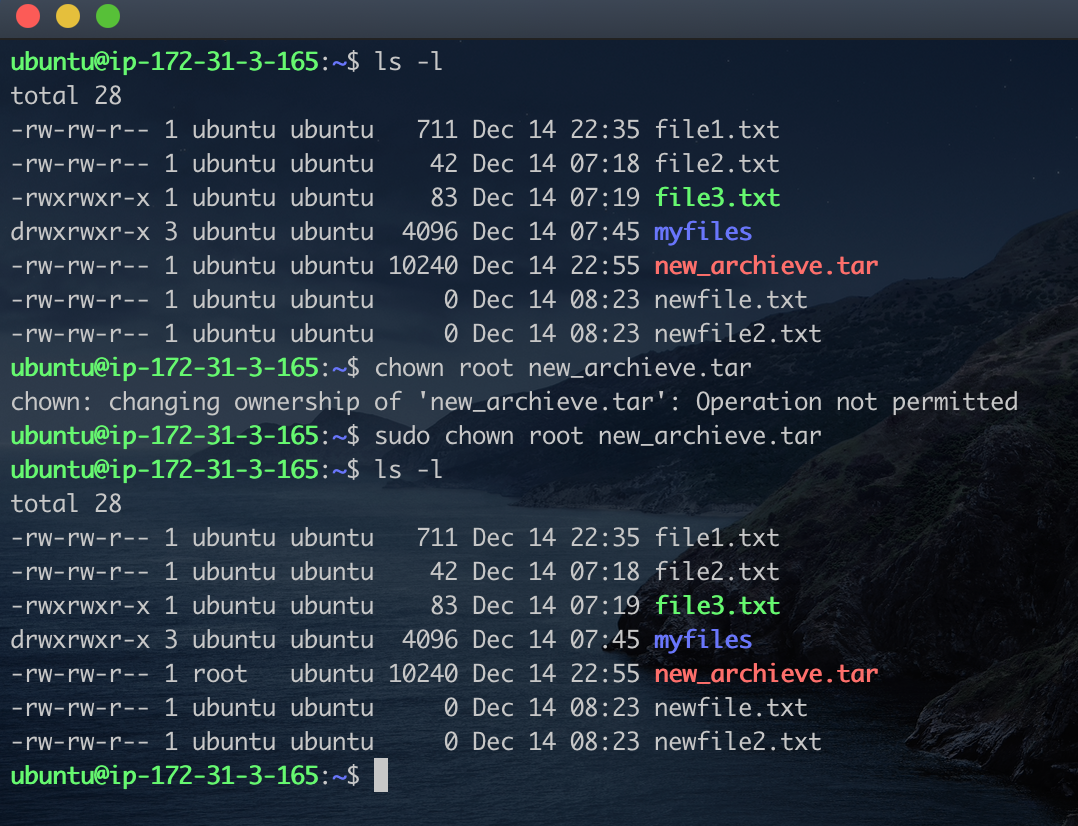 ubuntu@ip-172-31-3-165:~$ ls -l
total 28
-rw-rw-r-- 1 ubuntu ubuntu   711 Dec 14 22:35 file1.txt
-rw-rw-r-- 1 ubuntu ubuntu    42 Dec 14 07:18 file2.txt
-rwxrwxr-x 1 ubuntu ubuntu    83 Dec 14 07:19 file3.txt
drwxrwxr-x 3 ubuntu ubuntu  4096 Dec 14 07:45 myfiles
-rw-rw-r-- 1 ubuntu ubuntu 10240 Dec 14 22:55 new_archieve.tar
-rw-rw-r-- 1 ubuntu ubuntu     0 Dec 14 08:23 newfile.txt
-rw-rw-r-- 1 ubuntu ubuntu     0 Dec 14 08:23 newfile2.txt
ubuntu@ip-172-31-3-165:~$ chown root new_archieve.tar
chown: changing ownership of 'new_archieve.tar': Operation not permitted
ubuntu@ip-172-31-3-165:~$ sudo chown root new_archieve.tar
ubuntu@ip-172-31-3-165:~$ ls -l
total 28
-rw-rw-r-- 1 ubuntu ubuntu   711 Dec 14 22:35 file1.txt
-rw-rw-r-- 1 ubuntu ubuntu    42 Dec 14 07:18 file2.txt
-rwxrwxr-x 1 ubuntu ubuntu    83 Dec 14 07:19 file3.txt
drwxrwxr-x 3 ubuntu ubuntu  4096 Dec 14 07:45 myfiles
-rw-rw-r-- 1 root   ubuntu 10240 Dec 14 22:55 new_archieve.tar
-rw-rw-r-- 1 ubuntu ubuntu     0 Dec 14 08:23 newfile.txt
-rw-rw-r-- 1 ubuntu ubuntu     0 Dec 14 08:23 newfile2.txt
ubuntu@ip-172-31-3-165:~$